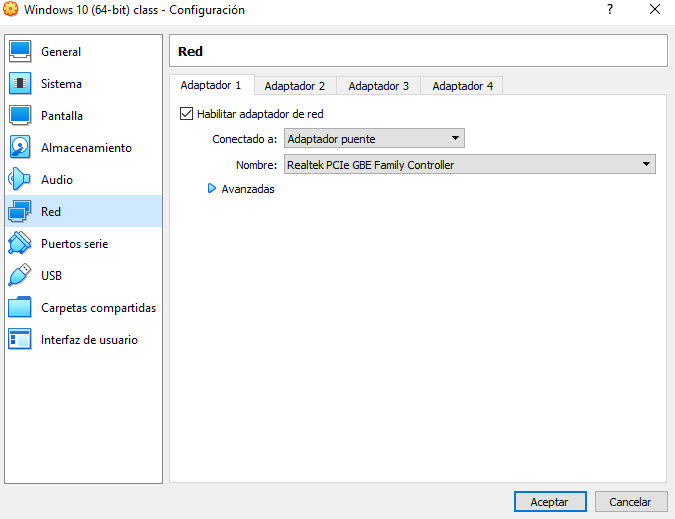 Windows 10 (64-bit) class - Configuración
?
General
Sistema
Pantalla
Almacenamiento
Audio
Red
Puertos serie
USB
Carpetas compartidas
Interfaz de usuario
Red
Adaptador 1 Adaptador 2 Adaptador 3 Adaptador 4
Habilitar adaptador de red
Conectado a: Adaptador puente
Nombre: Realtek PCIe GBE Family Controller
Avanzadas
Aceptar Cancelar